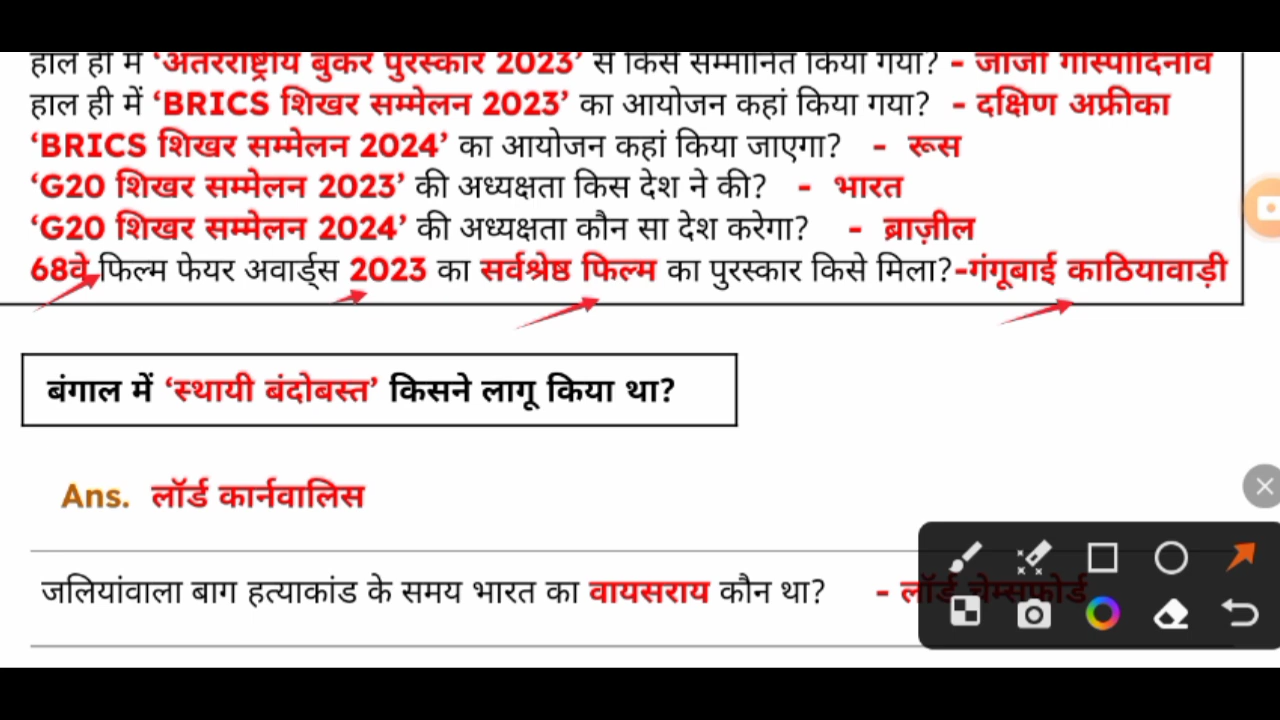 हाल ही में ‘अंतरराष्ट्रीय बुकर पुरस्कार 2023’ से किसे सम्मानित किया गया? - जॉर्जी गोस्पोदिनोव
हाल ही में ‘BRICS शिखर सम्मेलन 2023’ का आयोजन कहां किया गया? - दक्षिण अफ्रीका
‘BRICS शिखर सम्मेलन 2024’ का आयोजन कहां किया जाएगा? - रूस
‘G20 शिखर सम्मेलन 2023’ की अध्यक्षता किस देश ने की? - भारत
‘G20 शिखर सम्मेलन 2024’ की अध्यक्षता कौन सा देश करेगा? - ब्राज़ील
68वे फिल्म फेयर अवार्ड्स 2023 का सर्वश्रेष्ठ फिल्म का पुरस्कार किसे मिला?-गंगूबाई काठियावाड़ी
बंगाल में ‘स्थायी बंदोबस्त’ किसने लागू किया था?
Ans. लॉर्ड कार्नवालिस
जलियांवाला बाग हत्याकांड के समय भारत का वायसराय कौन था? - लॉर्ड चेम्सफोर्ड